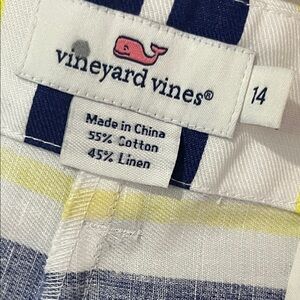 vineyard vines®
14
Made in China
55% Cotton
45% Linen